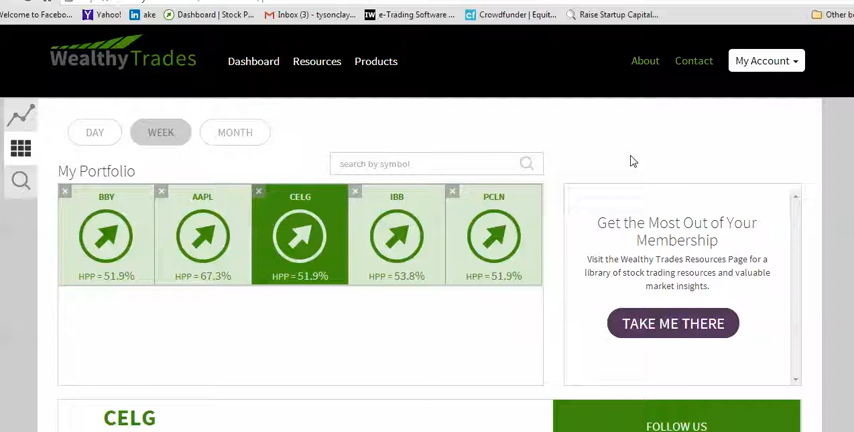 Welcome to Facebo... Yahoo! ake Dashboard | Stock P... Inbox (3) - tysonclay... e-Trading Software ... Crowdfunder | Equit... Raise Startup Capital... Other b
WealthyTrades
Dashboard Resources Products About Contact My Account
DAY WEEK MONTH
search by symbol
My Portfolio
BBY AAPL CELG IBB PCLN
HPP = 51.9% HPP = 67.3% HPP = 51.9% HPP = 53.8% HPP = 51.9%
Get the Most Out of Your
Membership
Visit the Wealthy Trades Resources Page for a
library of stock trading resources and valuable
market insights.
TAKE ME THERE
CELG
FOLLOW US